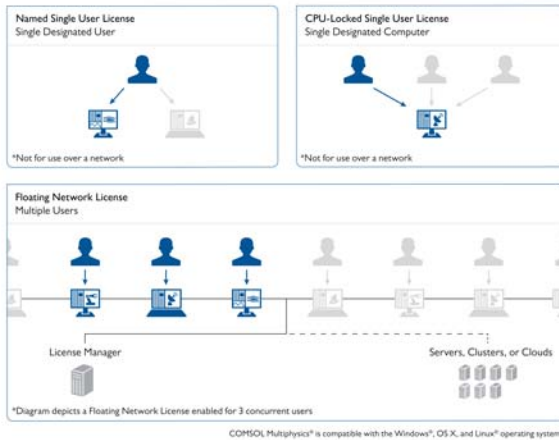 Named Single User License
Single Designated User
*Not for use over a network
CPU-Locked Single User License
Single Designated Computer
*Not for use over a network
Floating Network License
Multiple Users
License Manager
Servers, Clusters, or Clouds
*Diagram depicts a Floating Network License enabled for 3 concurrent users
COMSOL Multiphysics® is compatible with the Windows®, OS X, and Linux® operating system